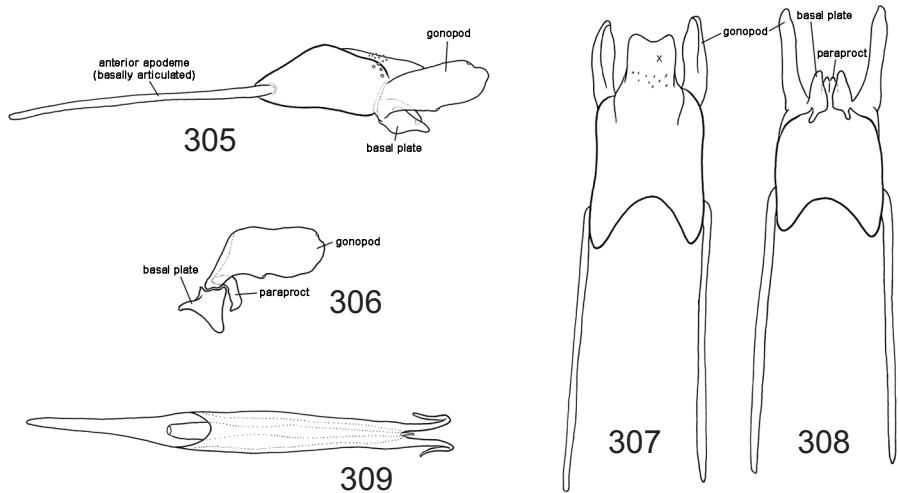 anterior apodeme
(basally articulated)
gonopod
basal plate
305
basal plate
gonopod
paraproct
306
309
gonopod
basal plate
paraproct
x
307
308